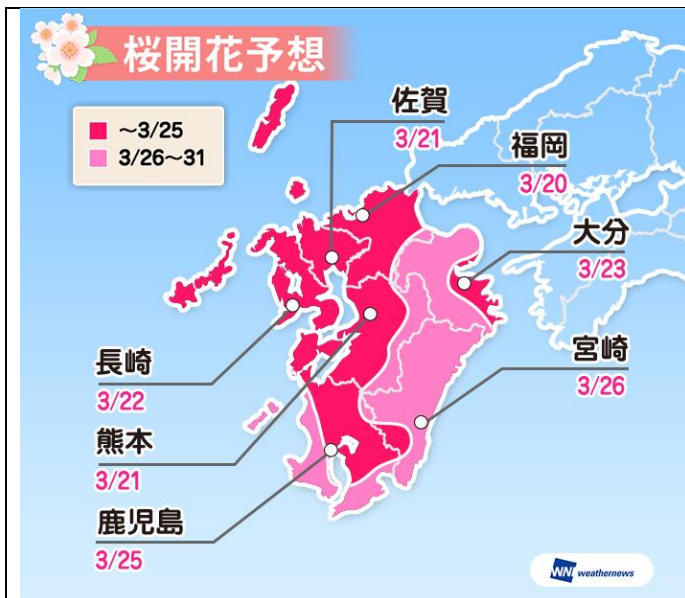 桜開花予想
～3/25
3/26～31
佐賀
3/21
福岡
3/20
大分
3/23
宮崎
3/26
長崎
3/22
熊本
3/21
鹿児島
3/25
WNI weathernews